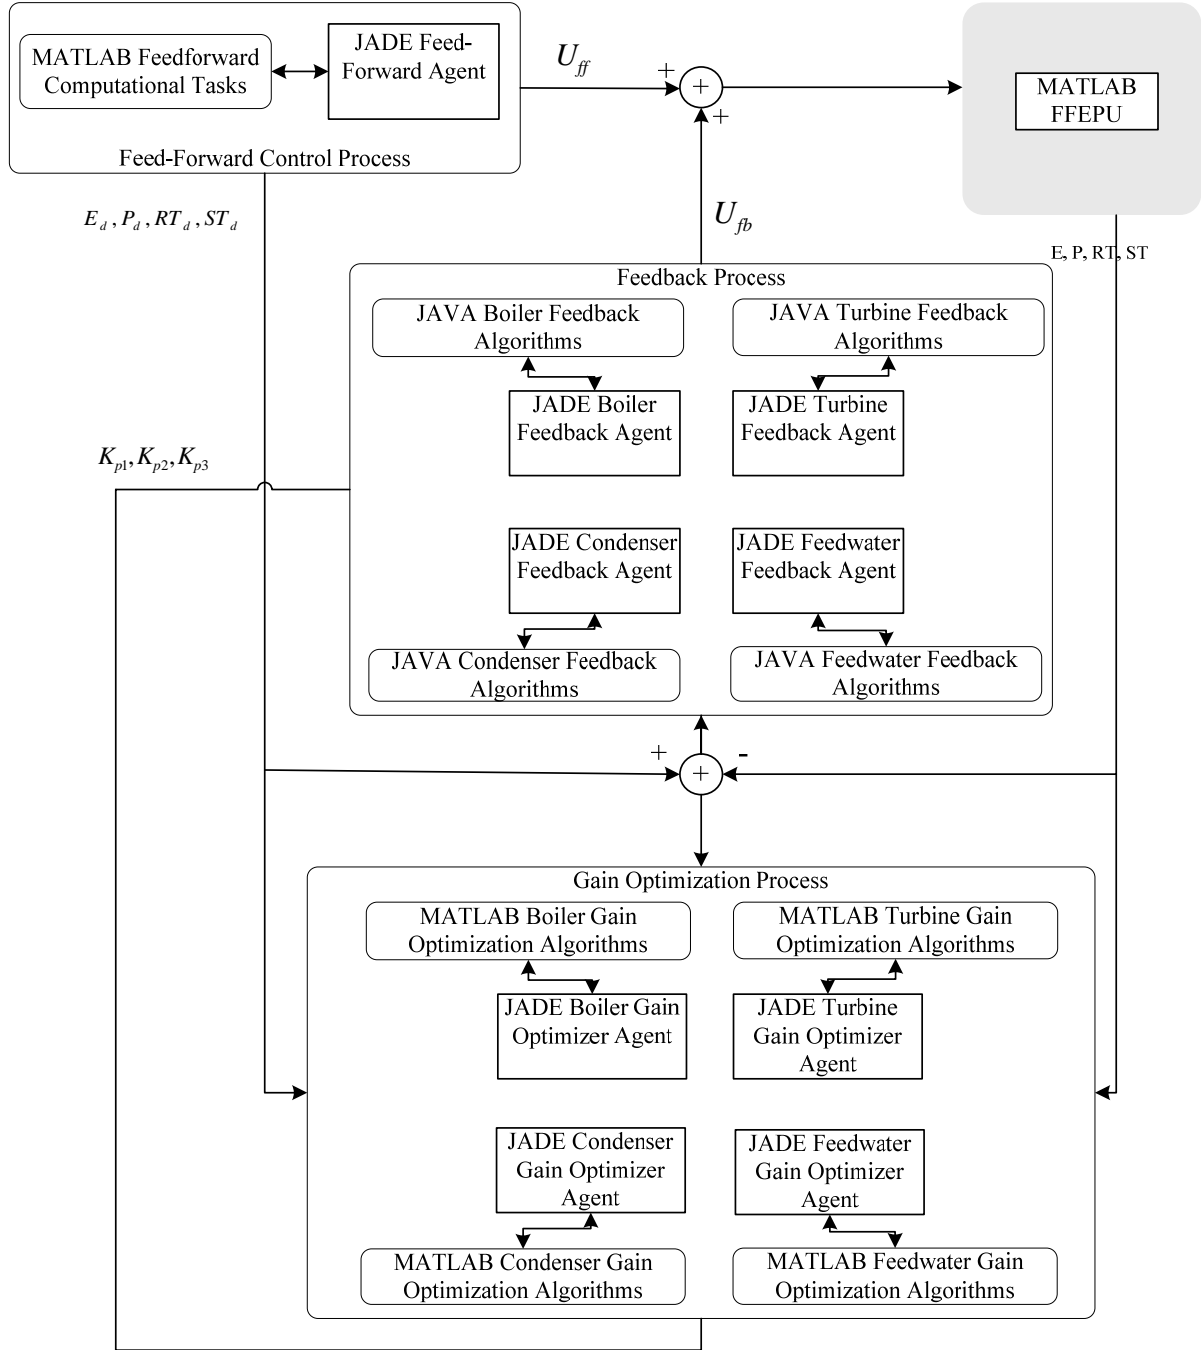 MATLAB Feedforward
Computational Tasks
JADE Feed-
Forward Agent
Feed-Forward Control Process
U_ff
+
+
+
MATLAB
FFEPU
E_d, P_d, RT_d, ST_d
U_fb
E, P, RT, ST
Feedback Process
JAVA Boiler Feedback
Algorithms
JAVA Turbine Feedback
Algorithms
JADE Boiler
Feedback Agent
JADE Turbine
Feedback Agent
K_p1, K_p2, K_p3
JADE Condenser
Feedback Agent
JADE Feedwater
Feedback Agent
JAVA Condenser Feedback
Algorithms
JAVA Feedwater Feedback
Algorithms
+
-
+
Gain Optimization Process
MATLAB Boiler Gain
Optimization Algorithms
MATLAB Turbine Gain
Optimization Algorithms
JADE Boiler Gain
Optimizer Agent
JADE Turbine
Gain Optimizer
Agent
JADE Condenser
Gain Optimizer
Agent
JADE Feedwater
Gain Optimizer
Agent
MATLAB Condenser Gain
Optimization Algorithms
MATLAB Feedwater Gain
Optimization Algorithms